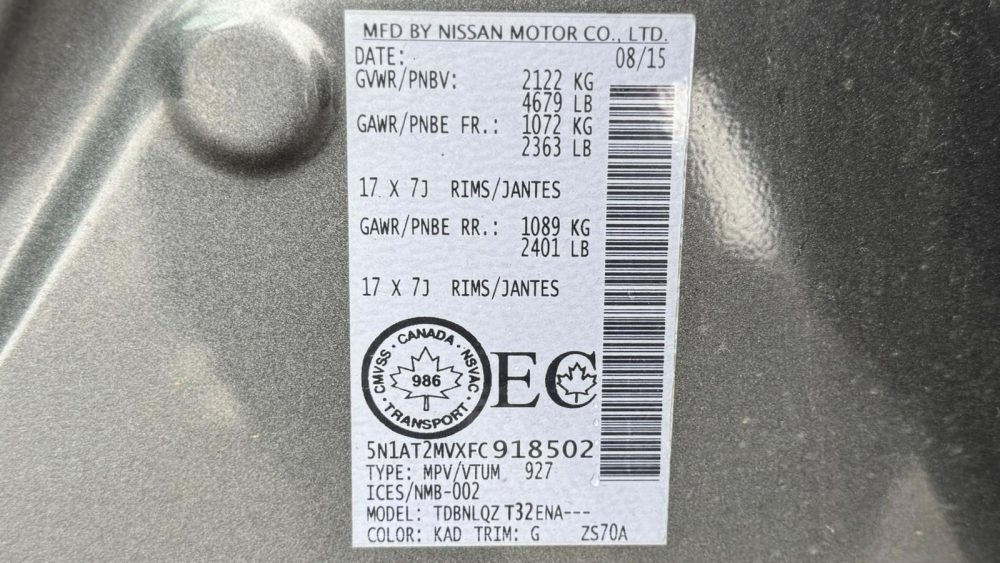 MFD BY NISSAN MOTOR CO., LTD.
DATE: 08/15
GVWR/PNBV: 2122 KG
4679 LB
GAWR/PNBE FR.: 1072 KG
2363 LB
17 X 7J RIMS/JANTES
GAWR/PNBE RR.: 1089 KG
2401 LB
17 X 7J RIMS/JANTES
CMVSS · CANADA · NSVAC · TRANSPORT ·
986
EC
5N1AT2MVXFC918502
TYPE: MPV/VTUM 927
ICES/NMB-002
MODEL: TDBNLQZ T32ENA---
COLOR: KAD TRIM: G ZS70A